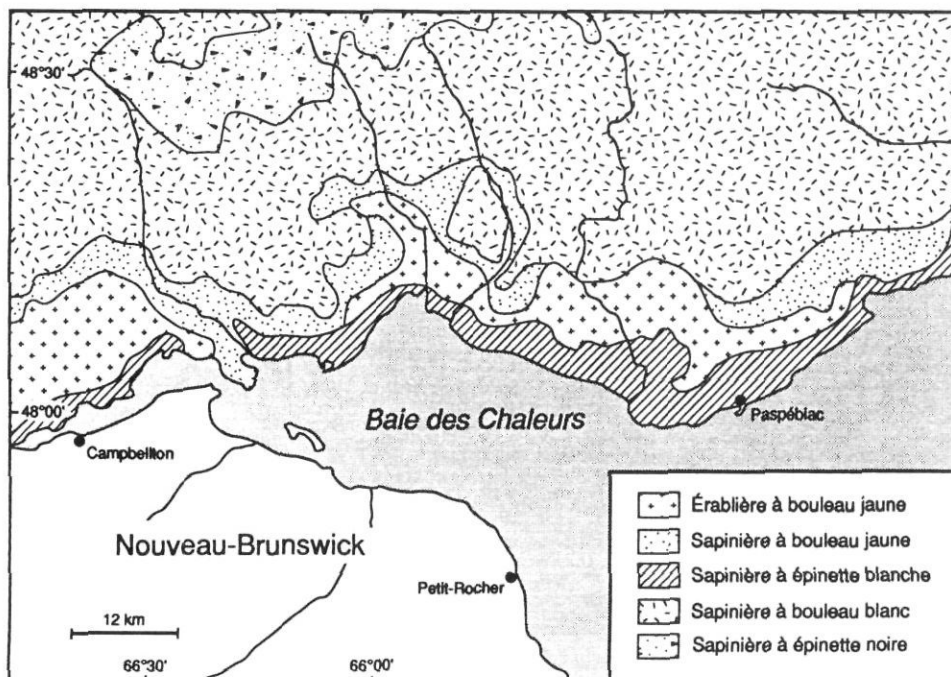 48°30'
48°00'
Baie des Chaleurs
Paspébiac
Campbellton
Nouveau-Brunswick
Petit-Rocher
12 km
66°30'
66°00'
Érablière à bouleau jaune
Sapinière à bouleau jaune
Sapinière à épinette blanche
Sapinière à bouleau blanc
Sapinière à épinette noire